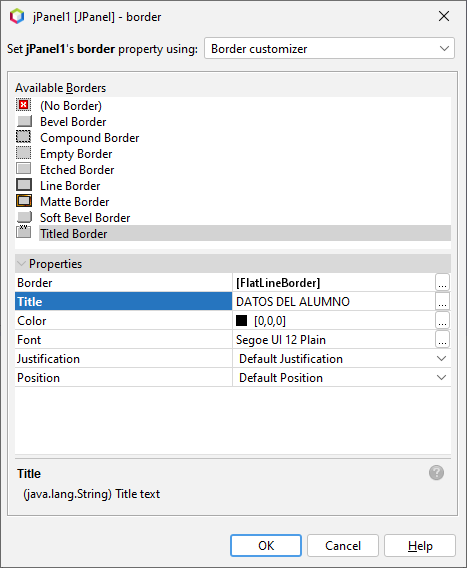 jPanel1 [JPanel] - border
Set jPanel1's border property using: Border customizer
Available Borders
(No Border)
Bevel Border
Compound Border
Empty Border
Etched Border
Line Border
Matte Border
Soft Bevel Border
XY Titled Border
Properties
Border [FlatLineBorder] ...
Title DATOS DEL ALUMNO ...
Color [0,0,0] ...
Font Segoe UI 12 Plain ...
Justification Default Justification
Position Default Position
Title ?
(java.lang.String) Title text
OK Cancel Help